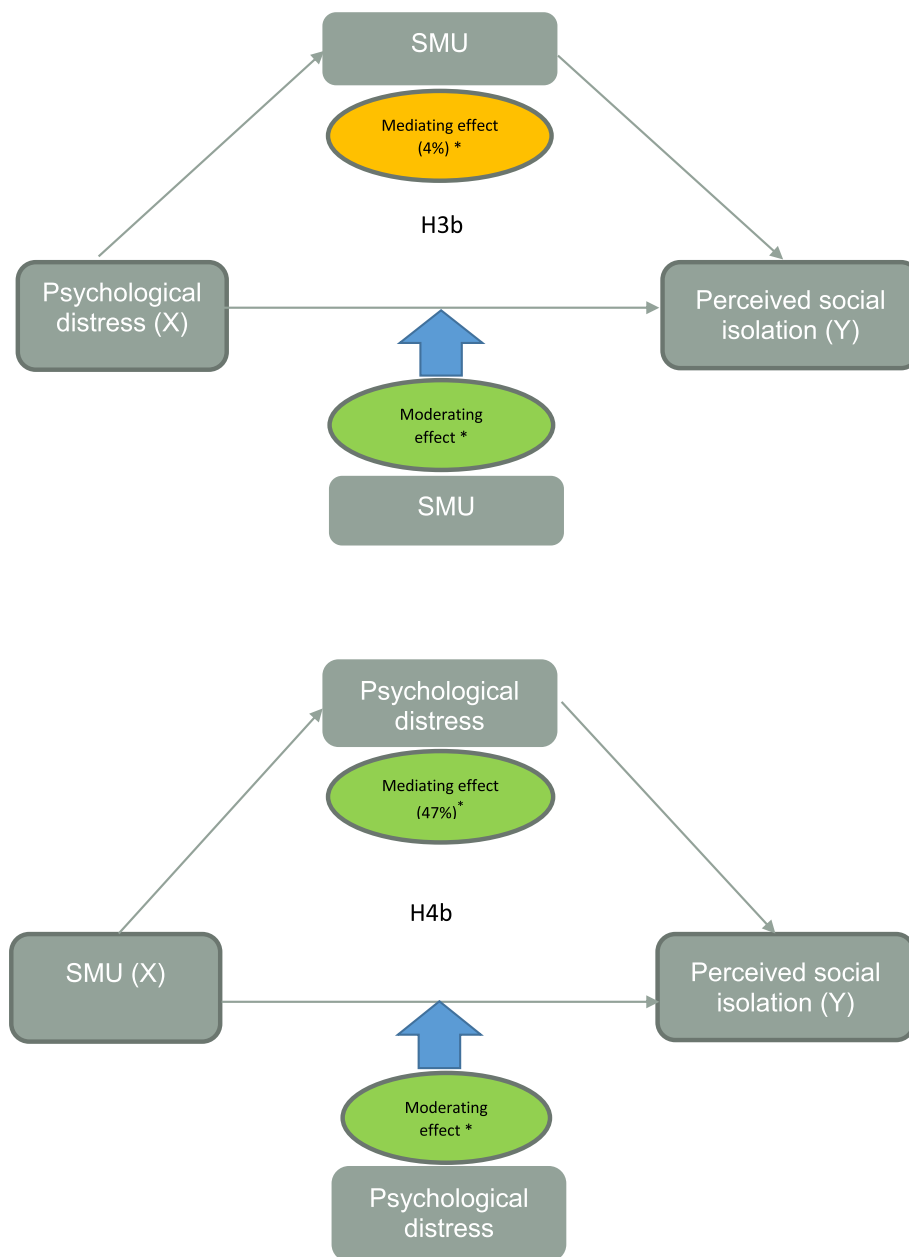 SMU
Mediating effect
(4%) *
H3b
Psychological
distress (X)
Perceived social
isolation (Y)
Moderating
effect *
SMU
Psychological
distress
Mediating effect
(47%)*
H4b
SMU (X)
Perceived social
isolation (Y)
Moderating
effect *
Psychological
distress